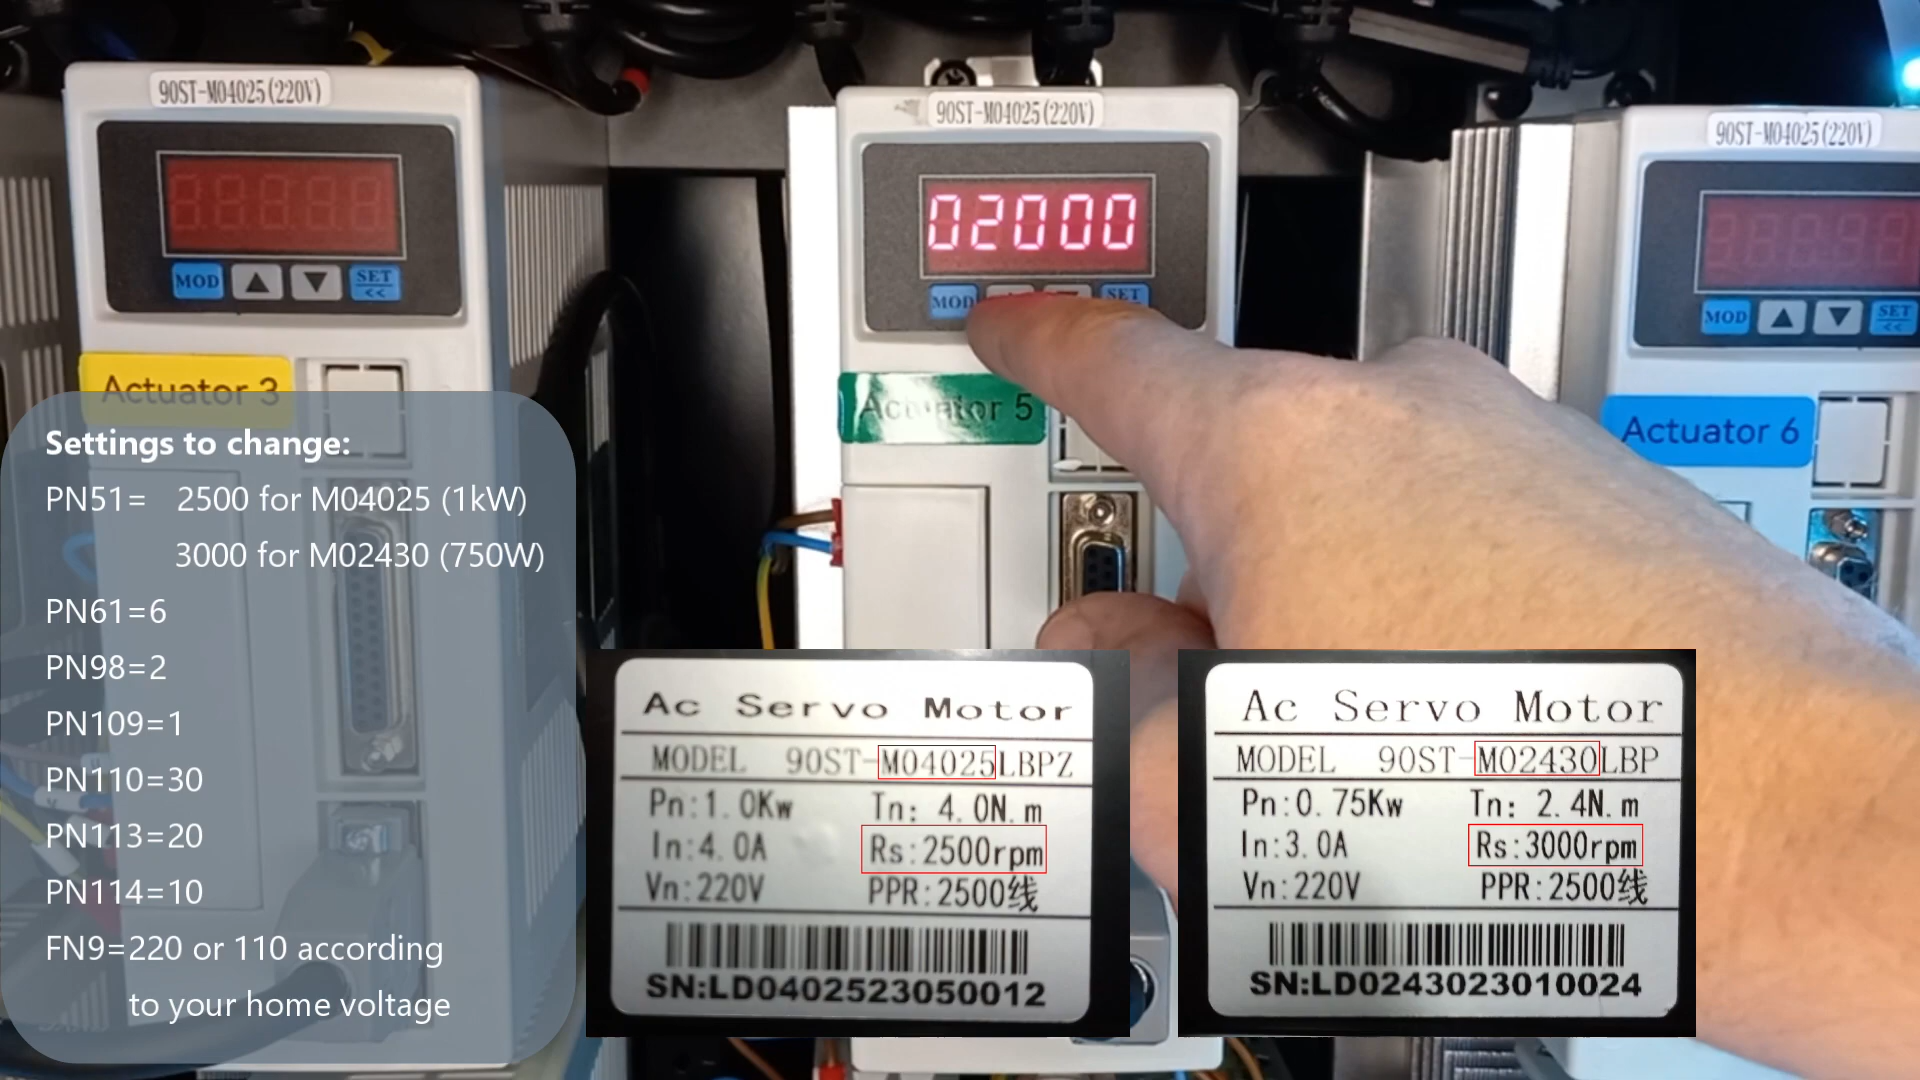 90ST-M04025(220V)
MOD
SET
<<
Actuator 3
90ST-M04025(220V)
02000
MOD
SET
Actuator 5
90ST-M04025(220V)
MOD
SET
<<
Actuator 6
Settings to change:
PN51= 2500 for M04025 (1kW)
3000 for M02430 (750W)
PN61=6
PN98=2
PN109=1
PN110=30
PN113=20
PN114=10
FN9=220 or 110 according
to your home voltage
Ac Servo Motor
MODEL 90ST-M04025LBPZ
Pn:1.0Kw Tn: 4.0N.m
In:4.0A Rs:2500rpm
Vn:220V PPR:2500线
SN:LD0402523050012
Ac Servo Motor
MODEL 90ST-M02430LBP
Pn:0.75Kw Tn: 2.4N.m
In:3.0A Rs:3000rpm
Vn:220V PPR:2500线
SN:LD0243023010024